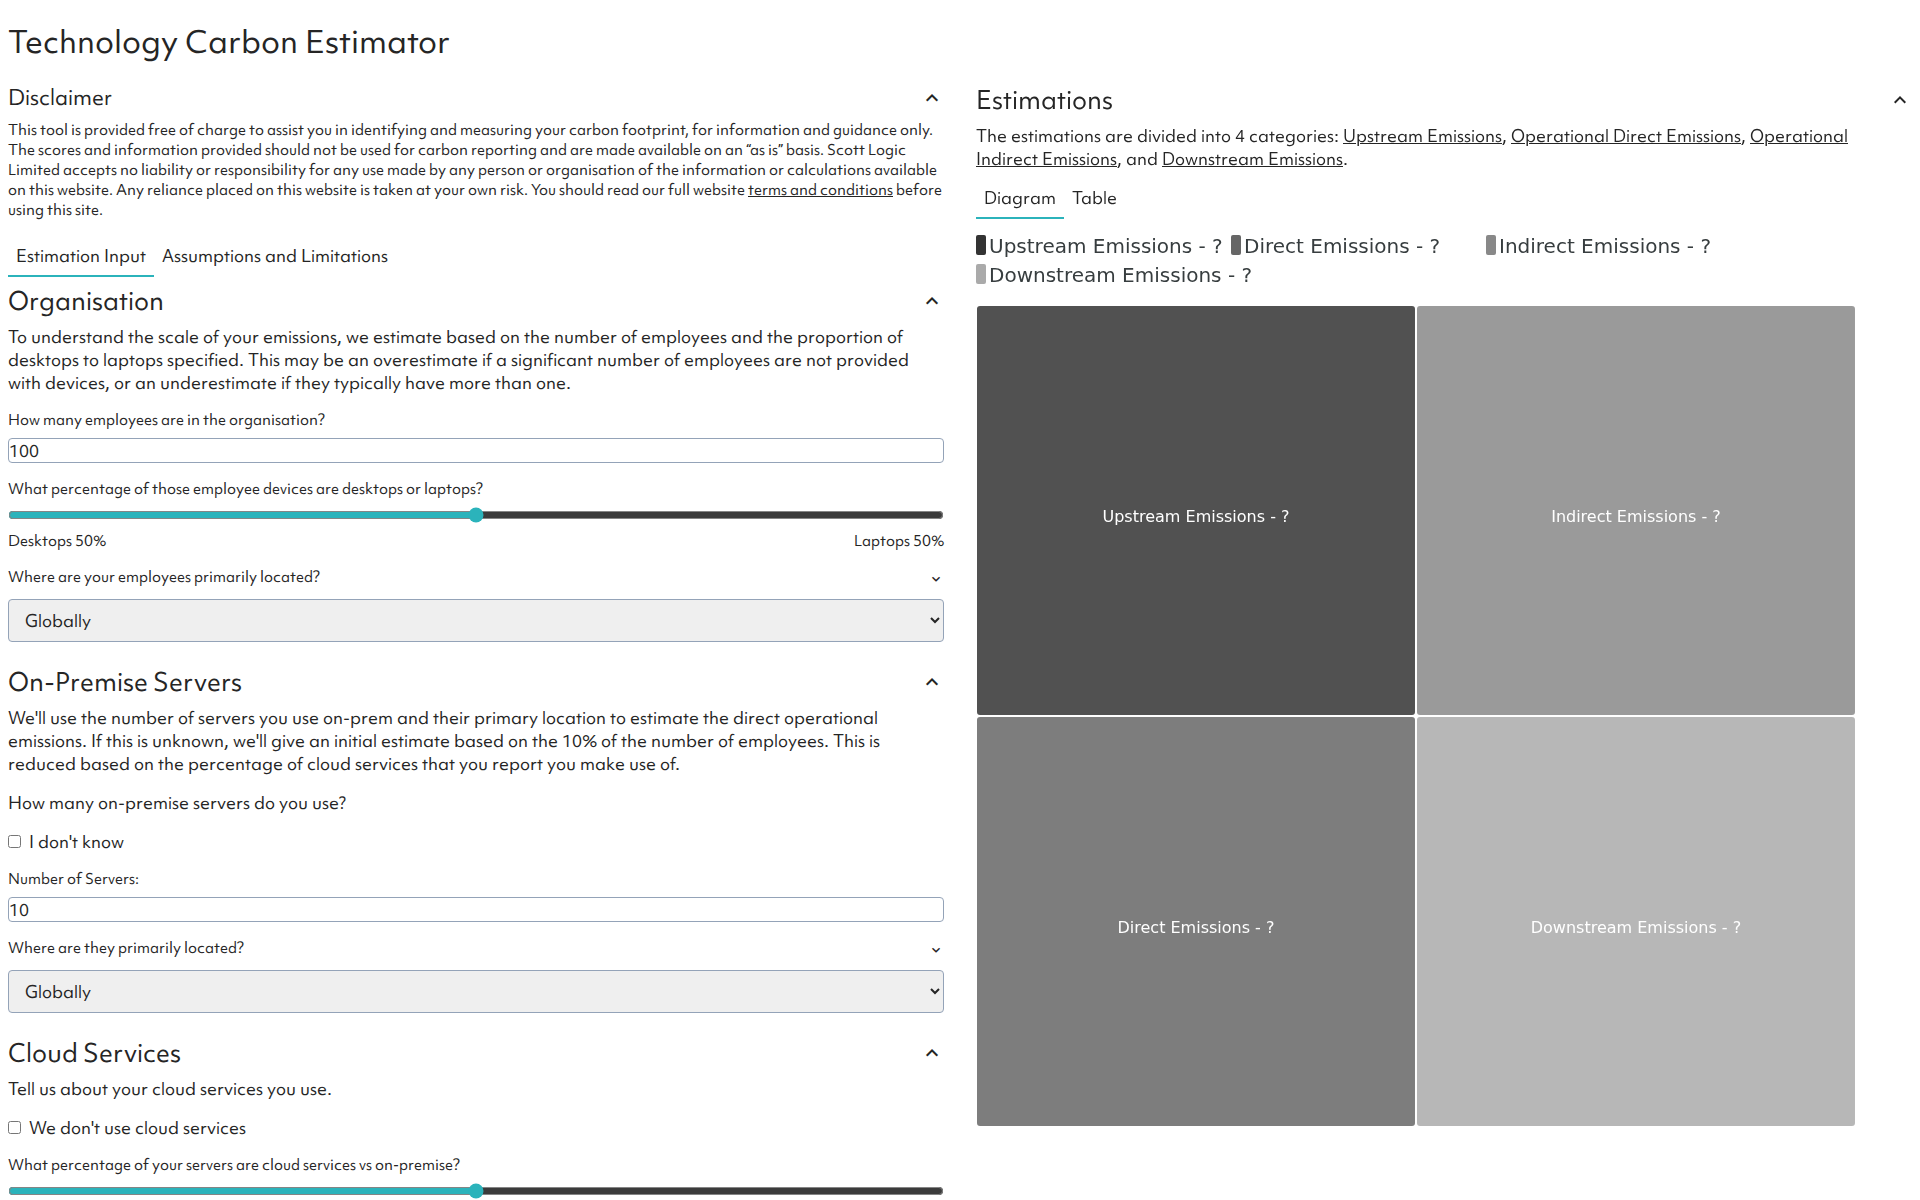 Technology Carbon Estimator
Disclaimer
This tool is provided free of charge to assist you in identifying and measuring your carbon footprint, for information and guidance only.
The scores and information provided should not be used for carbon reporting and are made available on an “as is” basis. Scott Logic
Limited accepts no liability or responsibility for any use made by any person or organisation of the information or calculations available
on this website. Any reliance placed on this website is taken at your own risk. You should read our full website terms and conditions before
using this site.
Estimation Input
Assumptions and Limitations
Organisation
To understand the scale of your emissions, we estimate based on the number of employees and the proportion of
desktops to laptops specified. This may be an overestimate if a significant number of employees are not provided
with devices, or an underestimate if they typically have more than one.
How many employees are in the organisation?
100
What percentage of those employee devices are desktops or laptops?
Desktops 50%
Laptops 50%
Where are your employees primarily located?
Globally
On-Premise Servers
We'll use the number of servers you use on-prem and their primary location to estimate the direct operational
emissions. If this is unknown, we'll give an initial estimate based on the 10% of the number of employees. This is
reduced based on the percentage of cloud services that you report you make use of.
How many on-premise servers do you use?
I don't know
Number of Servers:
10
Where are they primarily located?
Globally
Cloud Services
Tell us about your cloud services you use.
We don't use cloud services
What percentage of your servers are cloud services vs on-premise?
Estimations
The estimations are divided into 4 categories: Upstream Emissions, Operational Direct Emissions, Operational
Indirect Emissions, and Downstream Emissions.
Diagram
Table
Upstream Emissions - ?
Direct Emissions - ?
Indirect Emissions - ?
Downstream Emissions - ?
Upstream Emissions - ?
Indirect Emissions - ?
Direct Emissions - ?
Downstream Emissions - ?